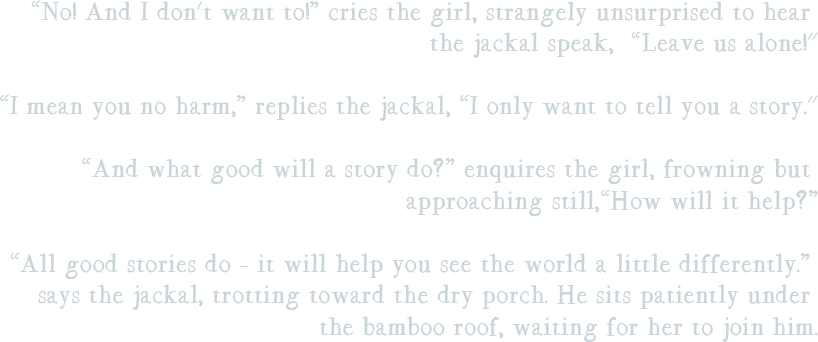 “No! And I don't want to!” cries the girl, strangely unsurprised to hear
the jackal speak,  “Leave us alone!"
“I mean you no harm,” replies the jackal, “I only want to tell you a story."
“And what good will a story do?” enquires the girl, frowning but
approaching still,“How will it help?”
“All good stories do - it will help you see the world a little differently.”
says the jackal, trotting toward the dry porch. He sits patiently under
the bamboo roof, waiting for her to join him.